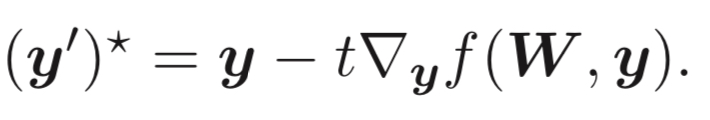 (y′)⋆ = y − t∇_y f(W, y).